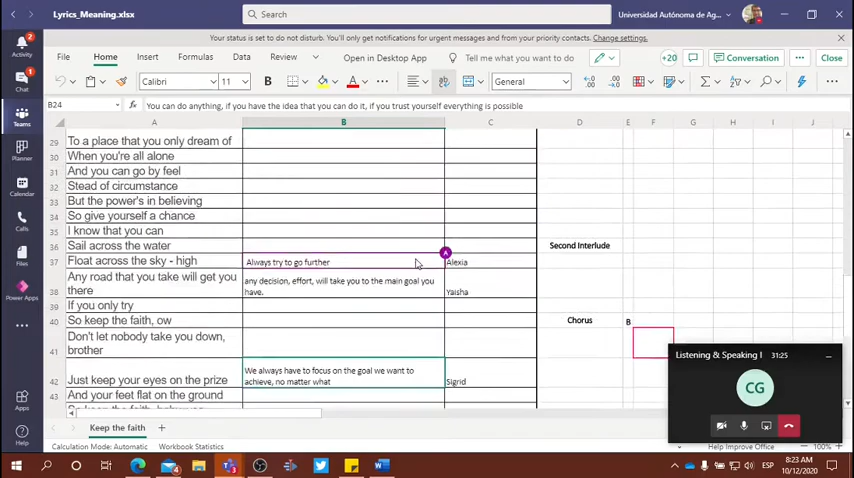 Lyrics_Meaning.xlsx
Search
Universidad Autónoma de Ag...
Your status is set to do not disturb. You'll only get notifications for urgent messages and from your priority contacts. Change settings.
File Home Insert Formulas Data Review Open in Desktop App Tell me what you want to do +20 Conversation Close
Calibri 11 B A ab General
B24 fx You can do anything, if you have the idea that you can do it, if you trust yourself everything is possible
A B C D E F G H I J
29 To a place that you only dream of
30 When you're all alone
31 And you can go by feel
32 Stead of circumstance
33 But the power's in believing
34 So give yourself a chance
35 I know that you can
36 Sail across the water Second Interlude
A
37 Float across the sky - high Always try to go further Alexia
Any road that you take will get you any decision, effort, will take you to the main goal you
38 there have. Yaisha
39 If you only try
40 So keep the faith, ow Chorus B
Don't let nobody take you down,
41 brother
We always have to focus on the goal we want to
42 Just keep your eyes on the prize achieve, no matter what Sigrid
43 And your feet flat on the ground
Keep the faith
Calculation Mode: Automatic Workbook Statistics
Help Improve Office 100%
Activity 2
Chat 1
Teams
Planner
Calendar
Calls
Files
Power Apps
Apps
Help
Listening & Speaking I 31:25
CG
4
ESP
8:23 AM
10/12/2020